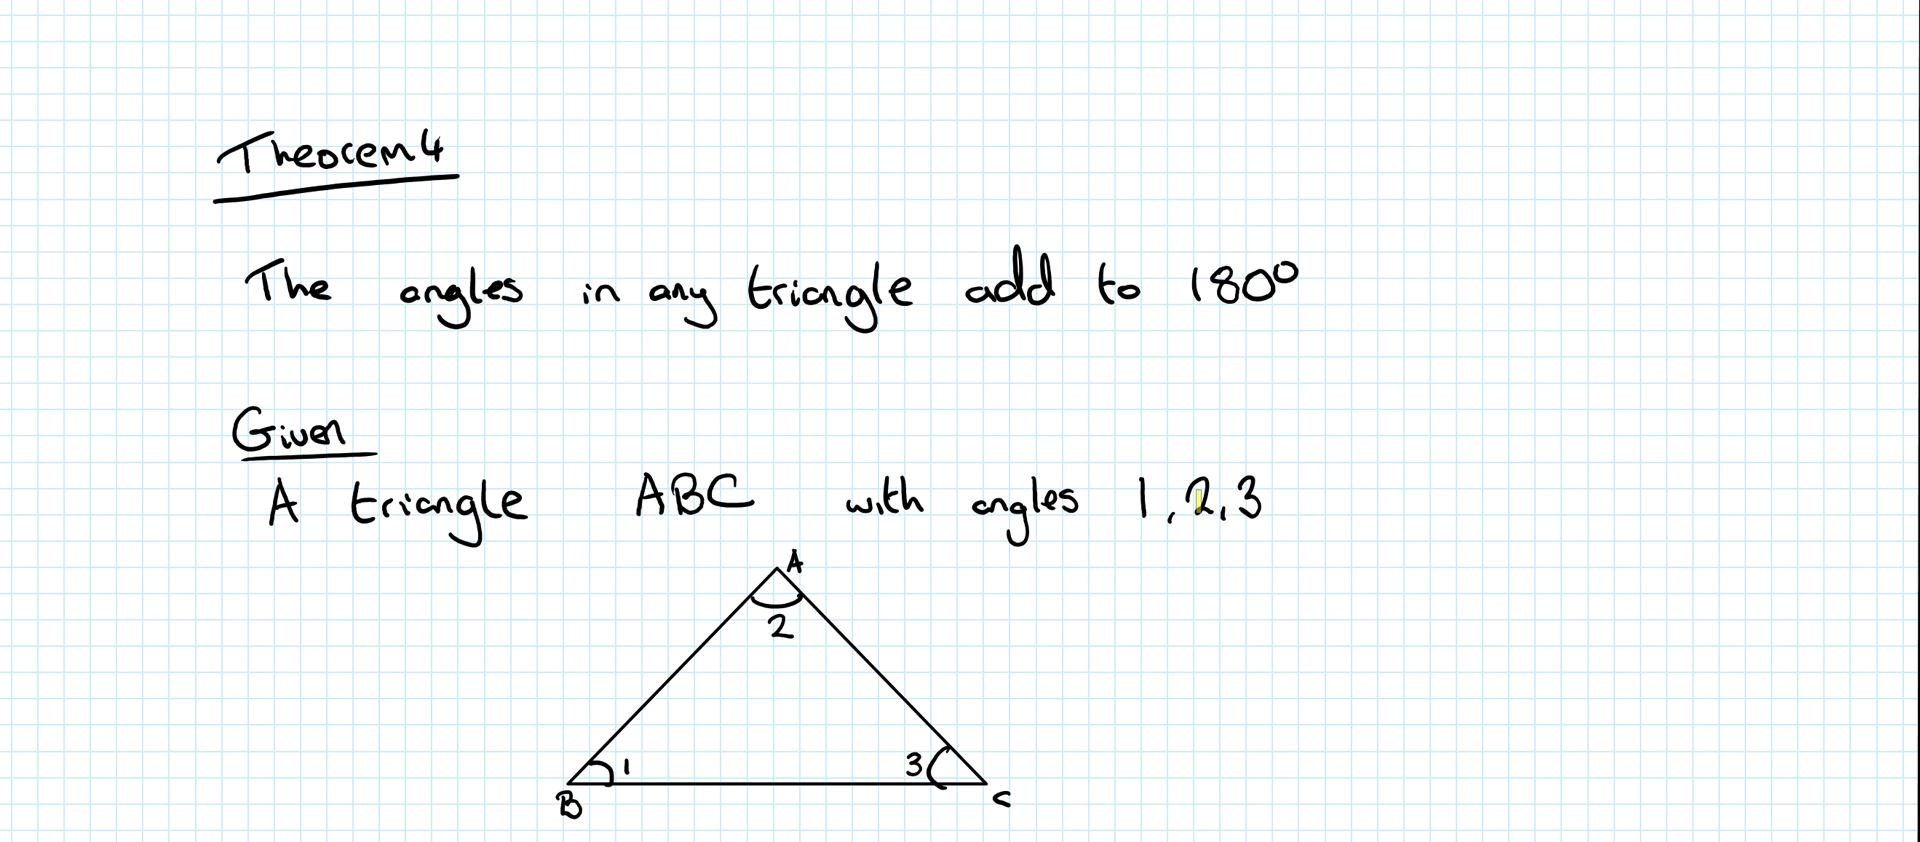 Theorem 4
The angles in any triangle add to 180°
Given
A triangle ABC with angles 1, 2, 3
A
2
1
3
B
C